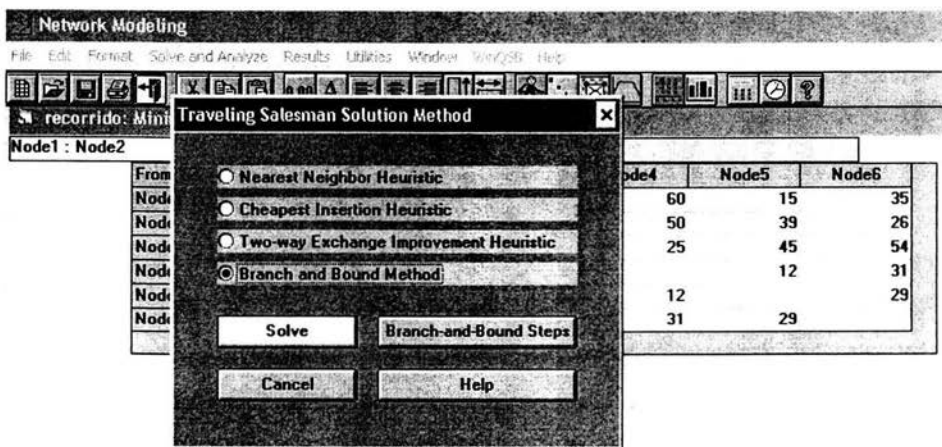 Network Modeling
File Edit Format Solve and Analyze Results Utilities Window WinQSB Help
0.00 A
recorrido: Mini
Traveling Salesman Solution Method
Node1 : Node2
From ode4 Node5 Node6
Node 60 15 35
Node 50 39 26
Node 25 45 54
Node 12 31
Node 12 29
Node 31 29
Nearest Neighbor Heuristic
Cheapest Insertion Heuristic
Two-way Exchange Improvement Heuristic
Branch and Bound Method
Solve Branch-and-Bound Steps
Cancel Help